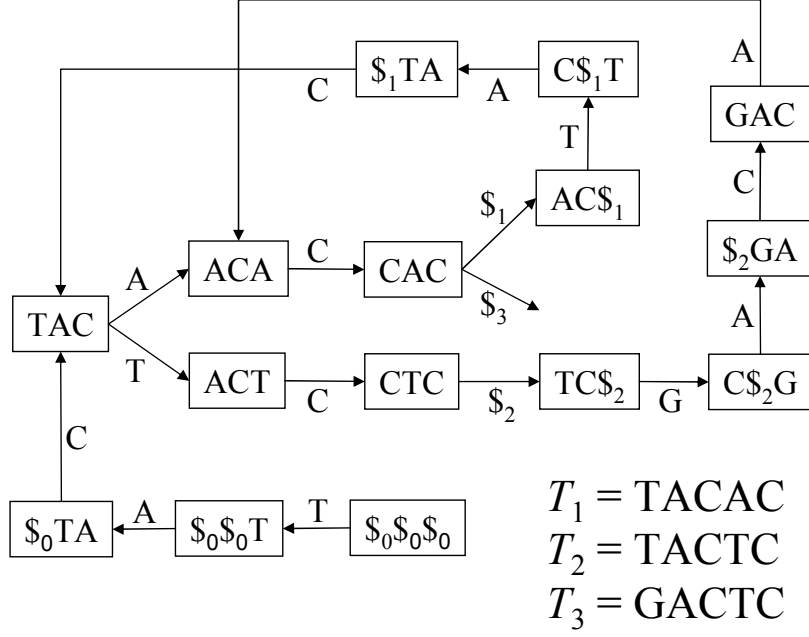 A
$₁TA
C$₁T
C
A
GAC
T
C
$₁
AC$₁
ACA
C
CAC
$₂GA
A
TAC
$₃
A
T
ACT
C
CTC
$₂
TC$₂
G
C$₂G
C
$₀TA
A
$₀$₀T
T
$₀$₀$₀
T₁ = TACAC
T₂ = TACTC
T₃ = GACTC